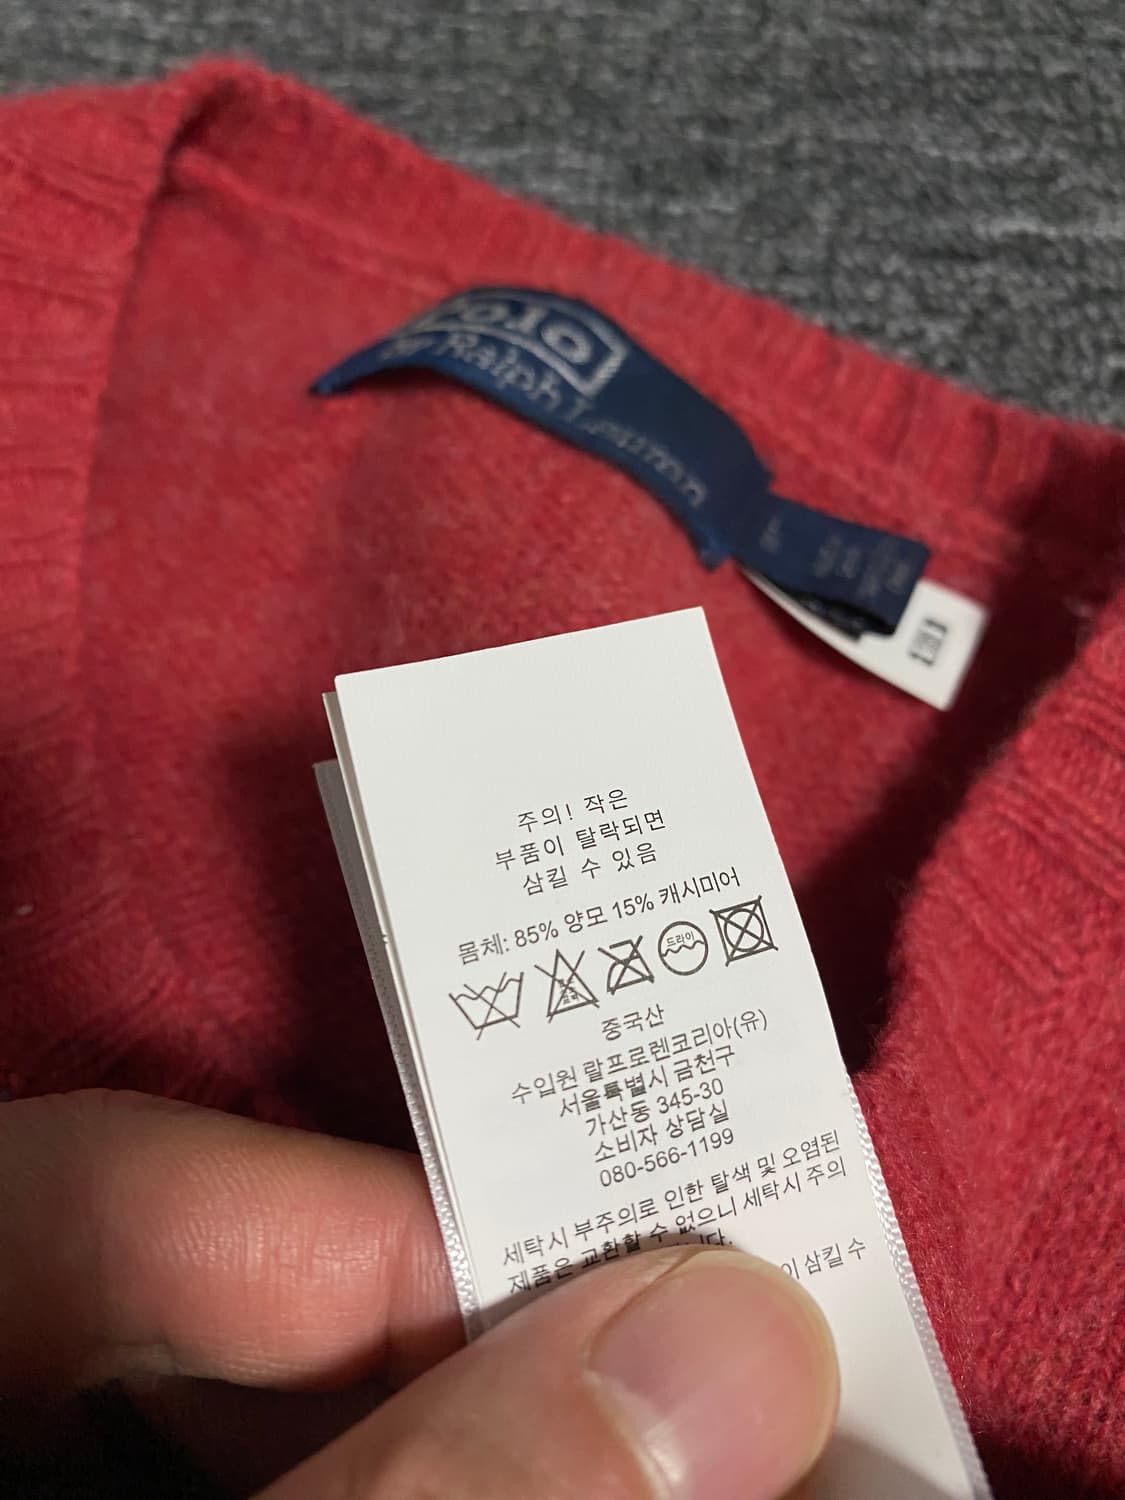 Polo
by Ralph Lauren
L
주의! 작은
부품이 탈락되면
삼킬 수 있음
몸체: 85% 양모 15% 캐시미어
드라이
중국산
수입원 랄프로렌코리아(유)
서울특별시 금천구
가산동 345-30
소비자 상담실
080-566-1199
세탁시 부주의로 인한 탈색 및 오염된
제품은 교환할 수 없으니 세탁시 주의
이 삼킬 수